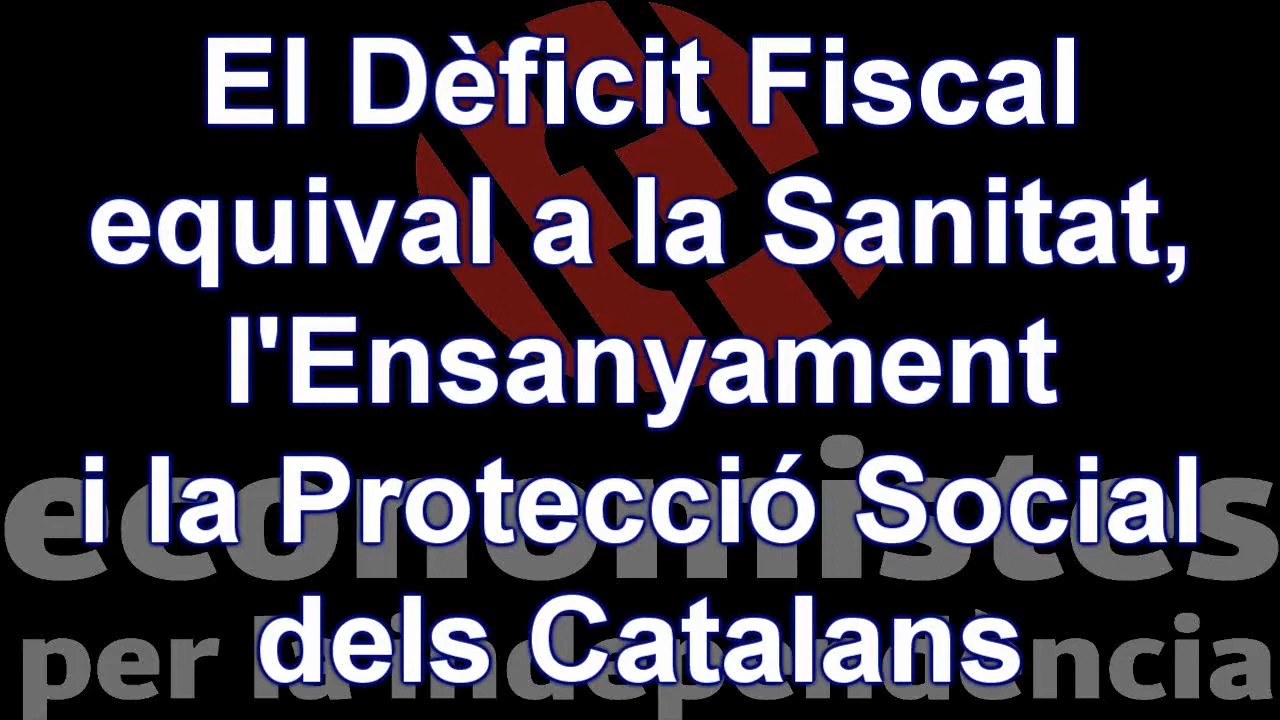 El Dèficit Fiscal
equival a la Sanitat,
l'Ensanyament
i la Protecció Social
dels Catalans
economistes
per la independència